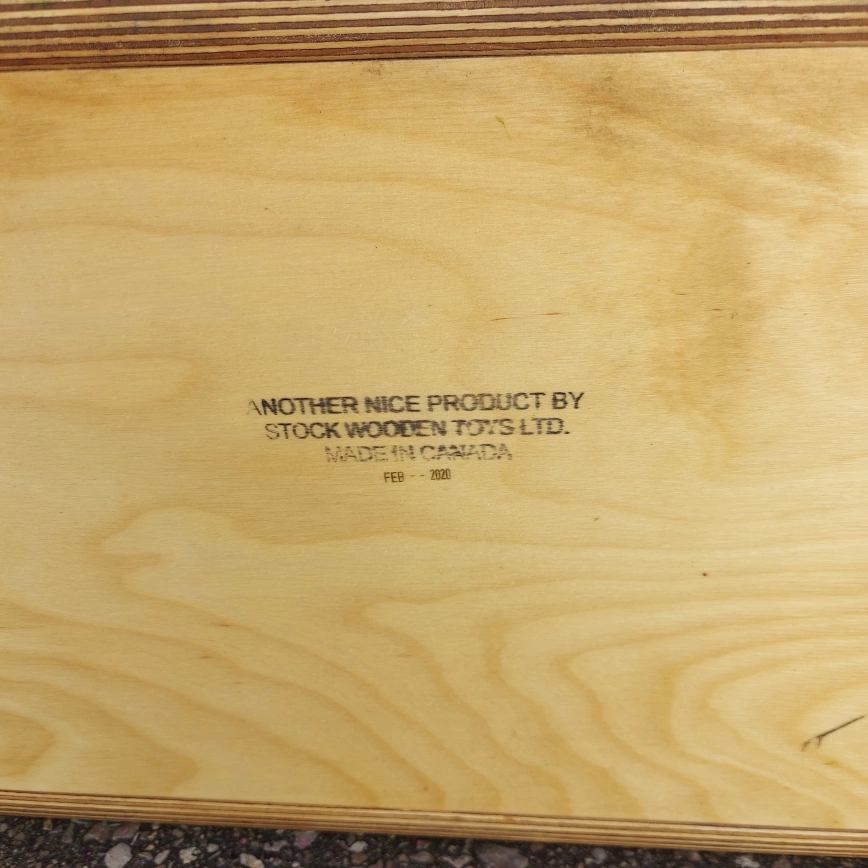 ANOTHER NICE PRODUCT BY
STOCK WOODEN TOYS LTD.
MADE IN CANADA
FEB - - 2020